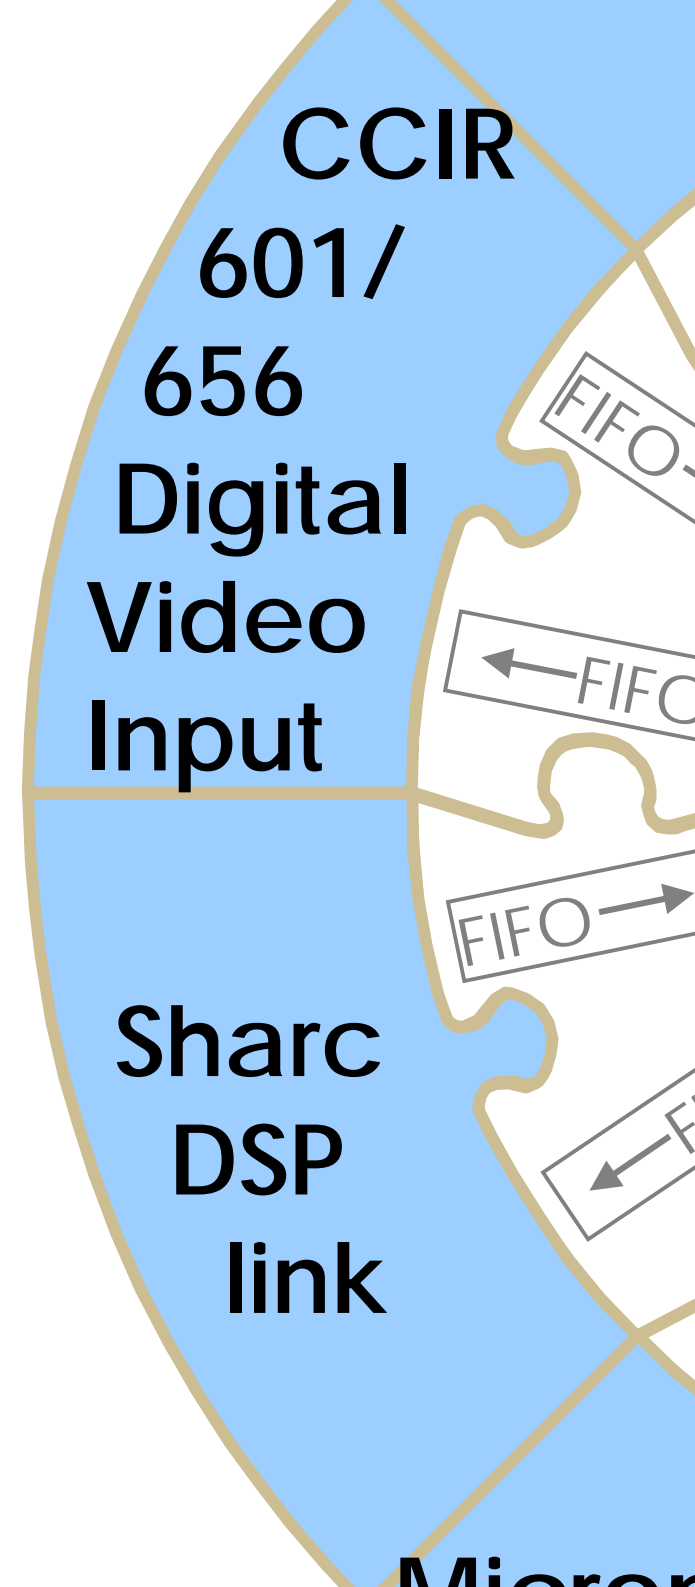 CCIR
601/
656
Digital
Video
Input
FIFO
FIFO
FIFO
Sharc
DSP
link